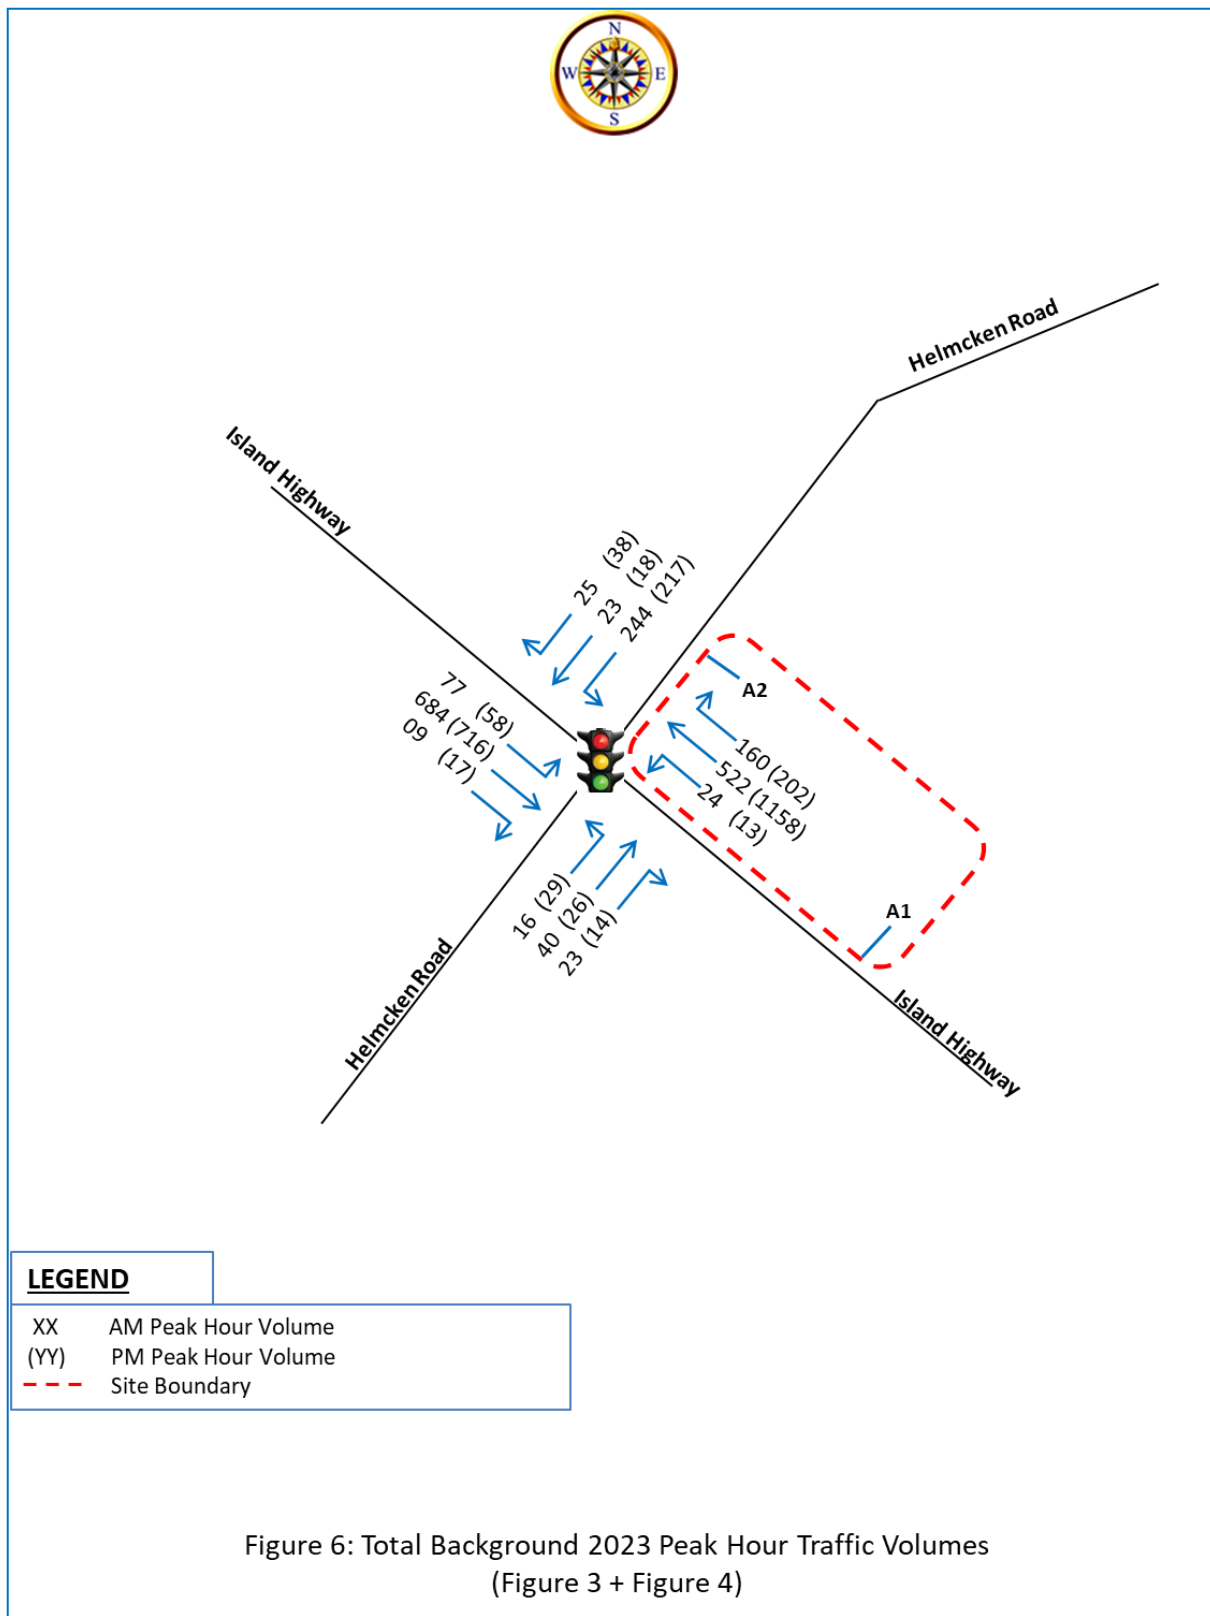 N
W E
S
Helmcken Road
Island Highway
25 (38)
23 (18)
244 (217)
A2
77 (58)
684 (716)
09 (17)
160 (202)
522 (1158)
24 (13)
16 (29)
40 (26)
23 (14)
A1
Helmcken Road
Island Highway
LEGEND
XX AM Peak Hour Volume
(YY) PM Peak Hour Volume
Site Boundary
Figure 6: Total Background 2023 Peak Hour Traffic Volumes
(Figure 3 + Figure 4)